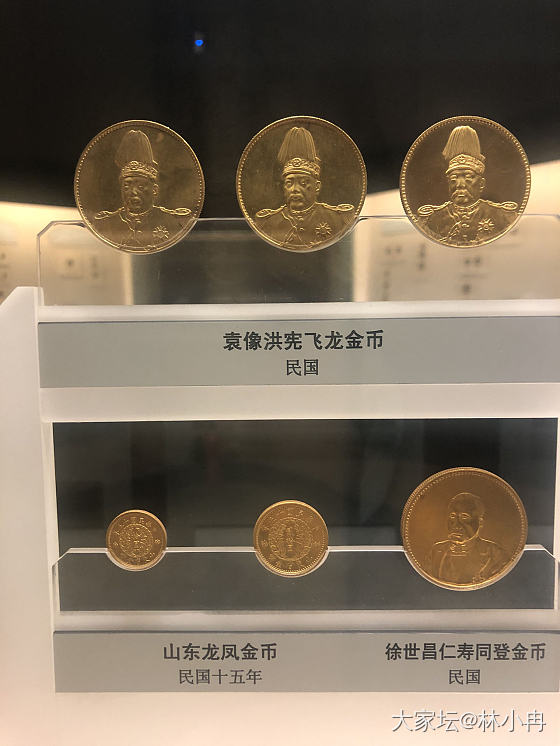 袁像洪宪飞龙金币
民国
山东龙凤金币
民国十五年
徐世昌仁寿同登金币
民国
大家坛@林小冉